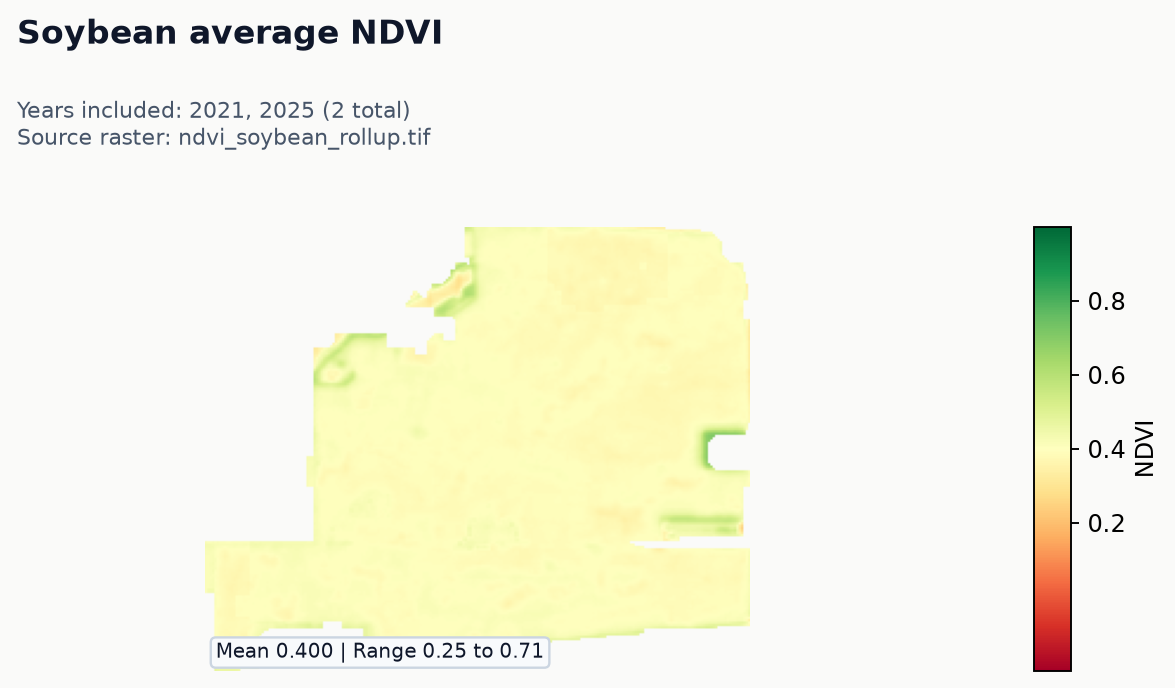 Soybean average NDVI
Years included: 2021, 2025 (2 total)
Source raster: ndvi_soybean_rollup.tif
0.8
0.6
0.4
0.2
NDVI
Mean 0.400 | Range 0.25 to 0.71